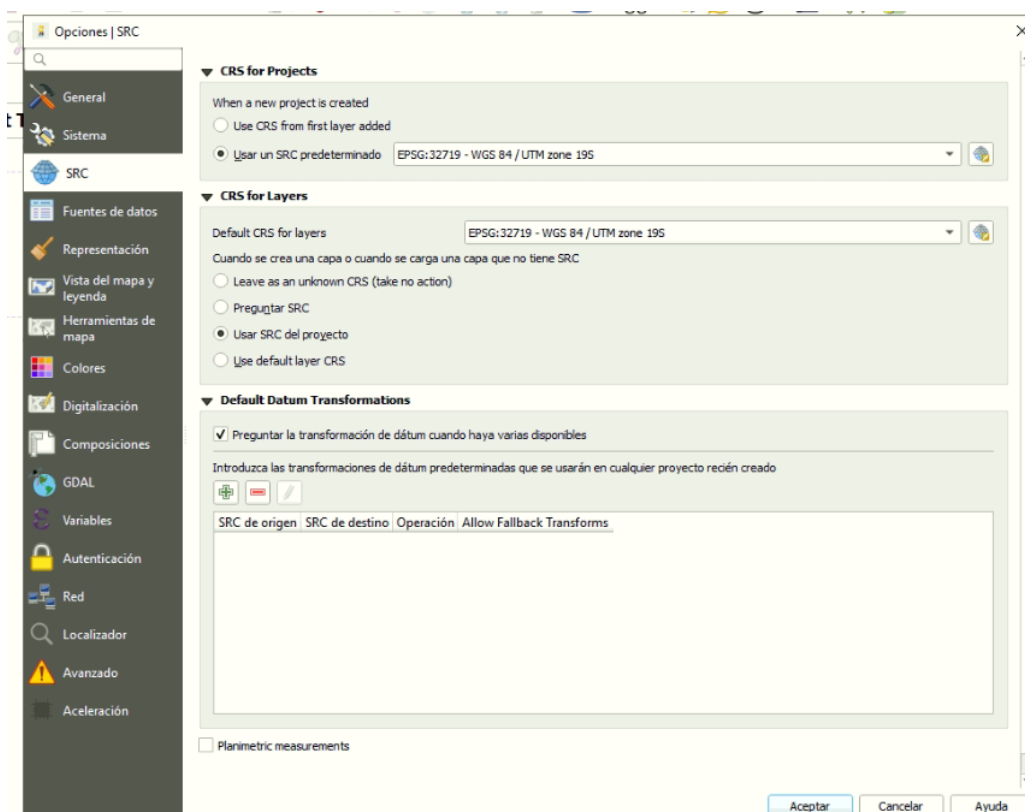 Opciones | SRC
General
Sistema
SRC
Fuentes de datos
Representación
Vista del mapa y
leyenda
Herramientas de
mapa
Colores
Digitalización
Composiciones
GDAL
Variables
Autenticación
Red
Localizador
Avanzado
Aceleración
CRS for Projects
When a new project is created
Use CRS from first layer added
Usar un SRC predeterminado
EPSG:32719 - WGS 84 / UTM zone 19S
CRS for Layers
Default CRS for layers
EPSG:32719 - WGS 84 / UTM zone 19S
Cuando se crea una capa o cuando se carga una capa que no tiene SRC
Leave as an unknown CRS (take no action)
Preguntar SRC
Usar SRC del proyecto
Use default layer CRS
Default Datum Transformations
Preguntar la transformación de dátum cuando haya varias disponibles
Introduzca las transformaciones de dátum predeterminadas que se usarán en cualquier proyecto recién creado
SRC de origen SRC de destino Operación Allow Fallback Transforms
Planimetric measurements
Aceptar Cancelar Ayuda